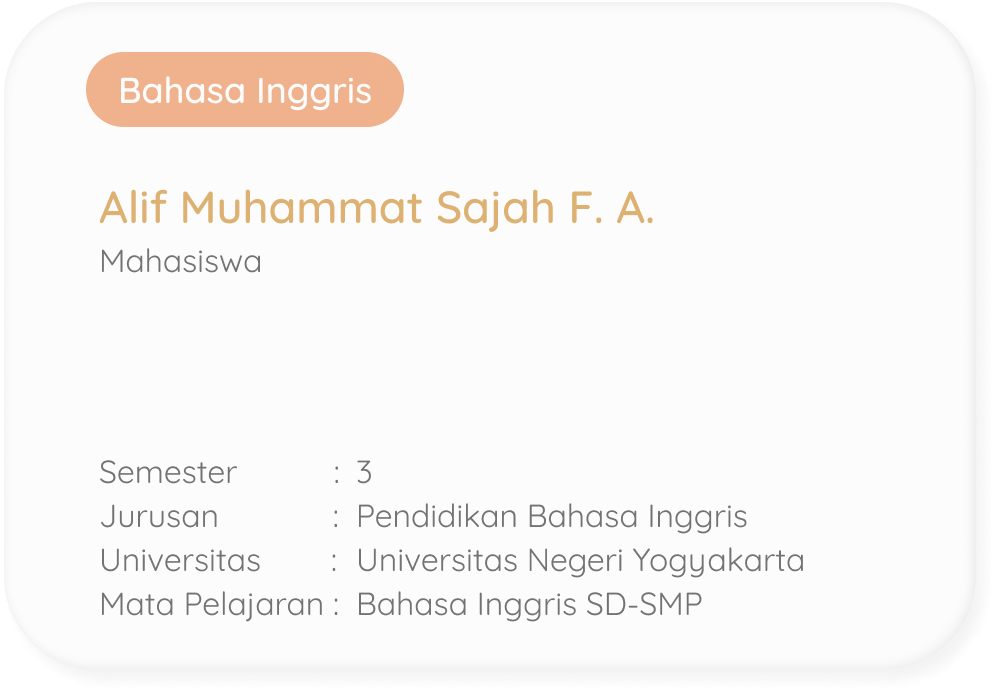 Bahasa Inggris
Alif Muhammat Sajah F. A.
Mahasiswa
Semester : 3
Jurusan : Pendidikan Bahasa Inggris
Universitas : Universitas Negeri Yogyakarta
Mata Pelajaran : Bahasa Inggris SD-SMP